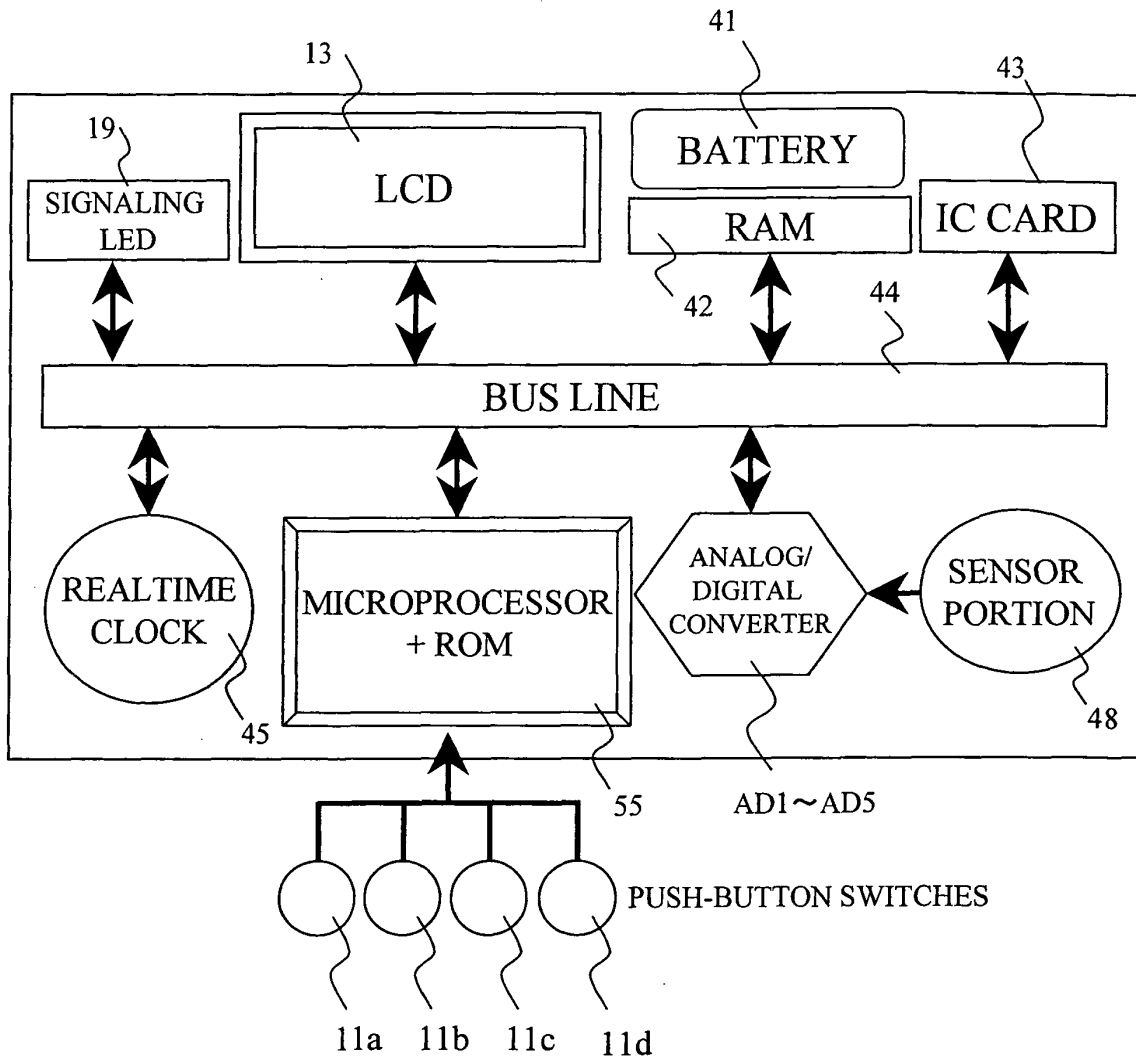 13
41
43
19
SIGNALING
LED
LCD
BATTERY
RAM
IC CARD
42
44
BUS LINE
REALTIME
CLOCK
MICROPROCESSOR
+ ROM
ANALOG/
DIGITAL
CONVERTER
SENSOR
PORTION
45
55
AD1～AD5
48
PUSH-BUTTON SWITCHES
11a
11b
11c
11d